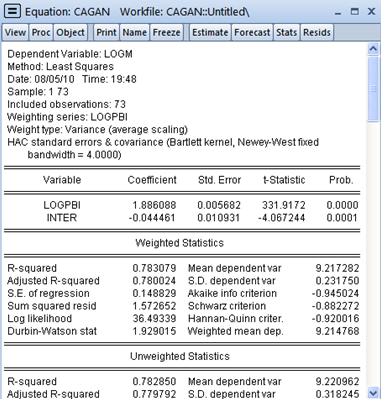 Equation: CAGAN   Workfile: CAGAN::Untitled\
View Proc Object Print Name Freeze Estimate Forecast Stats Resids
Dependent Variable: LOGM
Method: Least Squares
Date: 08/05/10   Time: 19:48
Sample: 1 73
Included observations: 73
Weighting series: LOGPBI
Weight type: Variance (average scaling)
HAC standard errors & covariance (Bartlett kernel, Newey-West fixed
bandwidth = 4.0000)
Variable Coefficient Std. Error t-Statistic Prob.
LOGPBI 1.886088 0.005682 331.9172 0.0000
INTER -0.044461 0.010931 -4.067244 0.0001
Weighted Statistics
R-squared 0.783079 Mean dependent var 9.217282
Adjusted R-squared 0.780024 S.D. dependent var 0.231750
S.E. of regression 0.148829 Akaike info criterion -0.945024
Sum squared resid 1.572652 Schwarz criterion -0.882272
Log likelihood 36.49339 Hannan-Quinn criter. -0.920016
Durbin-Watson stat 1.929015 Weighted mean dep. 9.214768
Unweighted Statistics
R-squared 0.782850 Mean dependent var 9.220962
Adjusted R-squared 0.779792 S.D. dependent var 0.318245